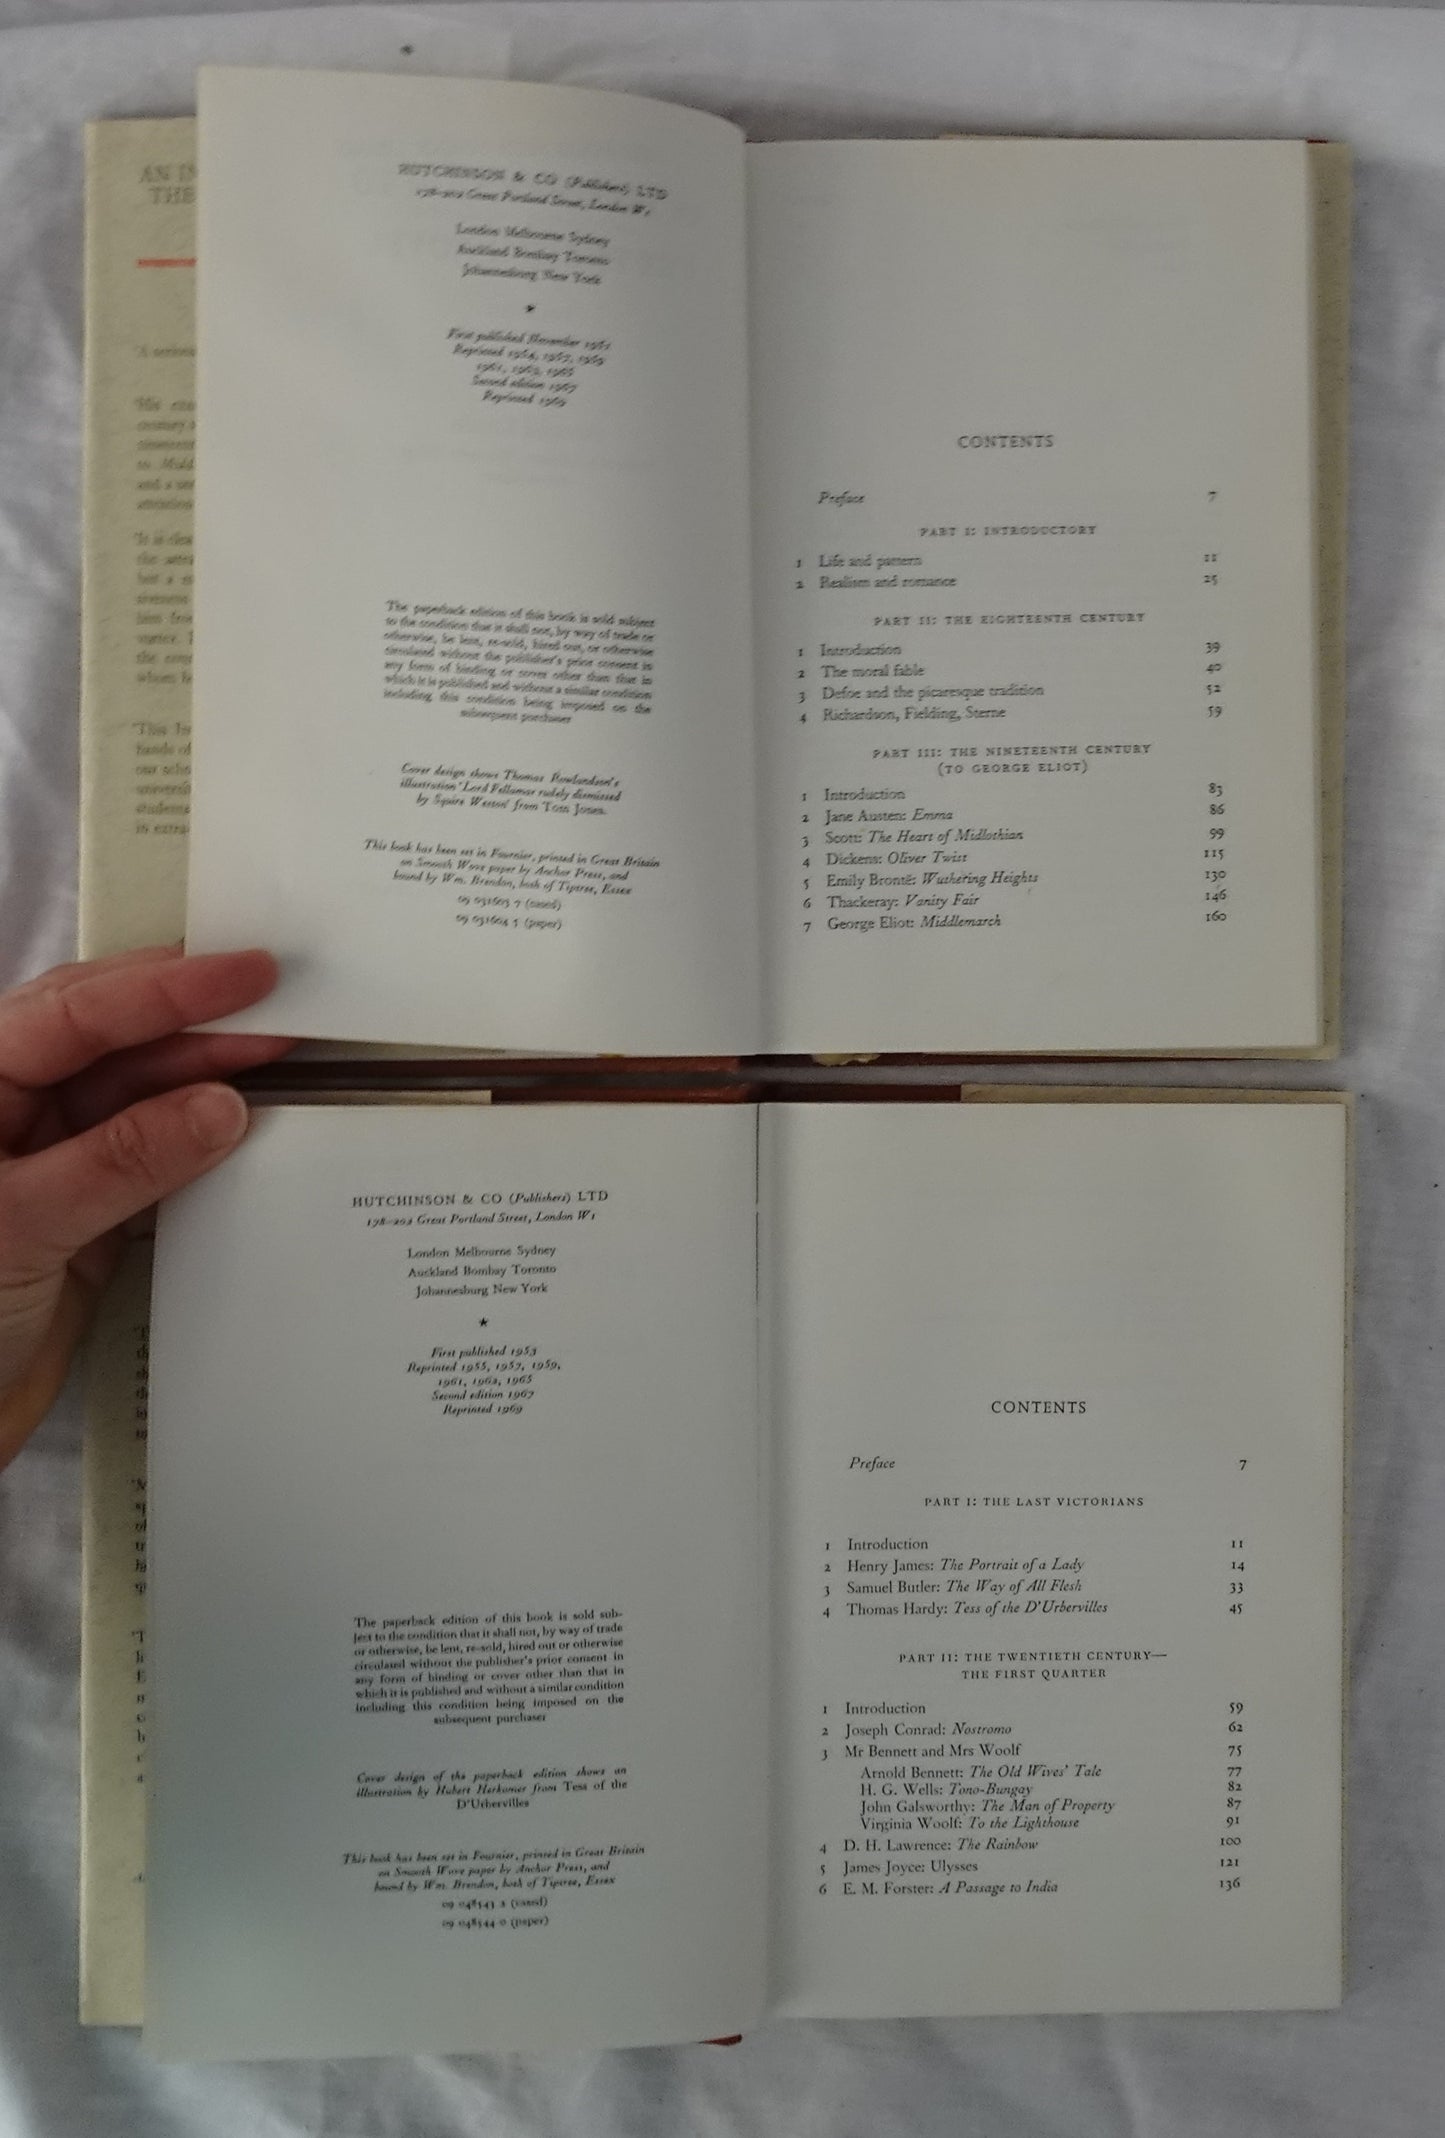 AN IN
THE
HUTCHINSON & CO (Publishers) LTD
178–202 Great Portland Street, London W1
London Melbourne Sydney
Auckland Bombay Toronto
Johannesburg New York
First published November
Reprinted
Second edition 1967
Reprinted 1969
The paperback edition of this book is sold subject
to the condition that it shall not, by way of trade or
otherwise, be lent, re-sold, hired out, or otherwise
circulated without the publisher's prior consent in
any form of binding or cover other than that in
which it is published and without a similar condition
including this condition being imposed on the
subsequent purchaser
Cover design shows Thomas Rowlandson's
illustration 'Lord Fellamar rudely dismissed
by Squire Western' from Tom Jones.
This book has been set in Fournier, printed in Great Britain
on Smooth Wove paper by Anchor Press, and
bound by Wm. Brendon, both of Tiptree, Essex
09 031603 7 (cased)
09 031604 5 (paper)
CONTENTS
Preface 7
PART I: INTRODUCTORY
1 Life and pattern 11
2 Realism and romance 25
PART II: THE EIGHTEENTH CENTURY
1 Introduction 39
2 The moral fable 40
3 Defoe and the picaresque tradition 52
4 Richardson, Fielding, Sterne 59
PART III: THE NINETEENTH CENTURY
(TO GEORGE ELIOT)
1 Introduction 83
2 Jane Austen: Emma 86
3 Scott: The Heart of Midlothian 99
4 Dickens: Oliver Twist 115
5 Emily Brontë: Wuthering Heights 130
6 Thackeray: Vanity Fair 146
7 George Eliot: Middlemarch 160
HUTCHINSON & CO (Publishers) LTD
178–202 Great Portland Street, London W1
London Melbourne Sydney
Auckland Bombay Toronto
Johannesburg New York
★
First published 1953
Reprinted 1955, 1957, 1959,
1961, 1962, 1965
Second edition 1967
Reprinted 1969
The paperback edition of this book is sold sub-
ject to the condition that it shall not, by way of trade
or otherwise, be lent, re-sold, hired out or otherwise
circulated without the publisher's prior consent in
any form of binding or cover other than that in
which it is published and without a similar condition
including this condition being imposed on the
subsequent purchaser
Cover design of the paperback edition shows an
illustration by Hubert Herkomer from Tess of the
D'Urbervilles
This book has been set in Fournier, printed in Great Britain
on Smooth Wove paper by Anchor Press, and
bound by Wm. Brendon, both of Tiptree, Essex
09 048543 2 (cased)
09 048544 0 (paper)
CONTENTS
Preface 7
PART I: THE LAST VICTORIANS
1 Introduction 11
2 Henry James: The Portrait of a Lady 14
3 Samuel Butler: The Way of All Flesh 33
4 Thomas Hardy: Tess of the D'Urbervilles 45
PART II: THE TWENTIETH CENTURY—
THE FIRST QUARTER
1 Introduction 59
2 Joseph Conrad: Nostromo 62
3 Mr Bennett and Mrs Woolf 75
Arnold Bennett: The Old Wives' Tale 77
H. G. Wells: Tono-Bungay 82
John Galsworthy: The Man of Property 87
Virginia Woolf: To the Lighthouse 91
4 D. H. Lawrence: The Rainbow 100
5 James Joyce: Ulysses 121
6 E. M. Forster: A Passage to India 136